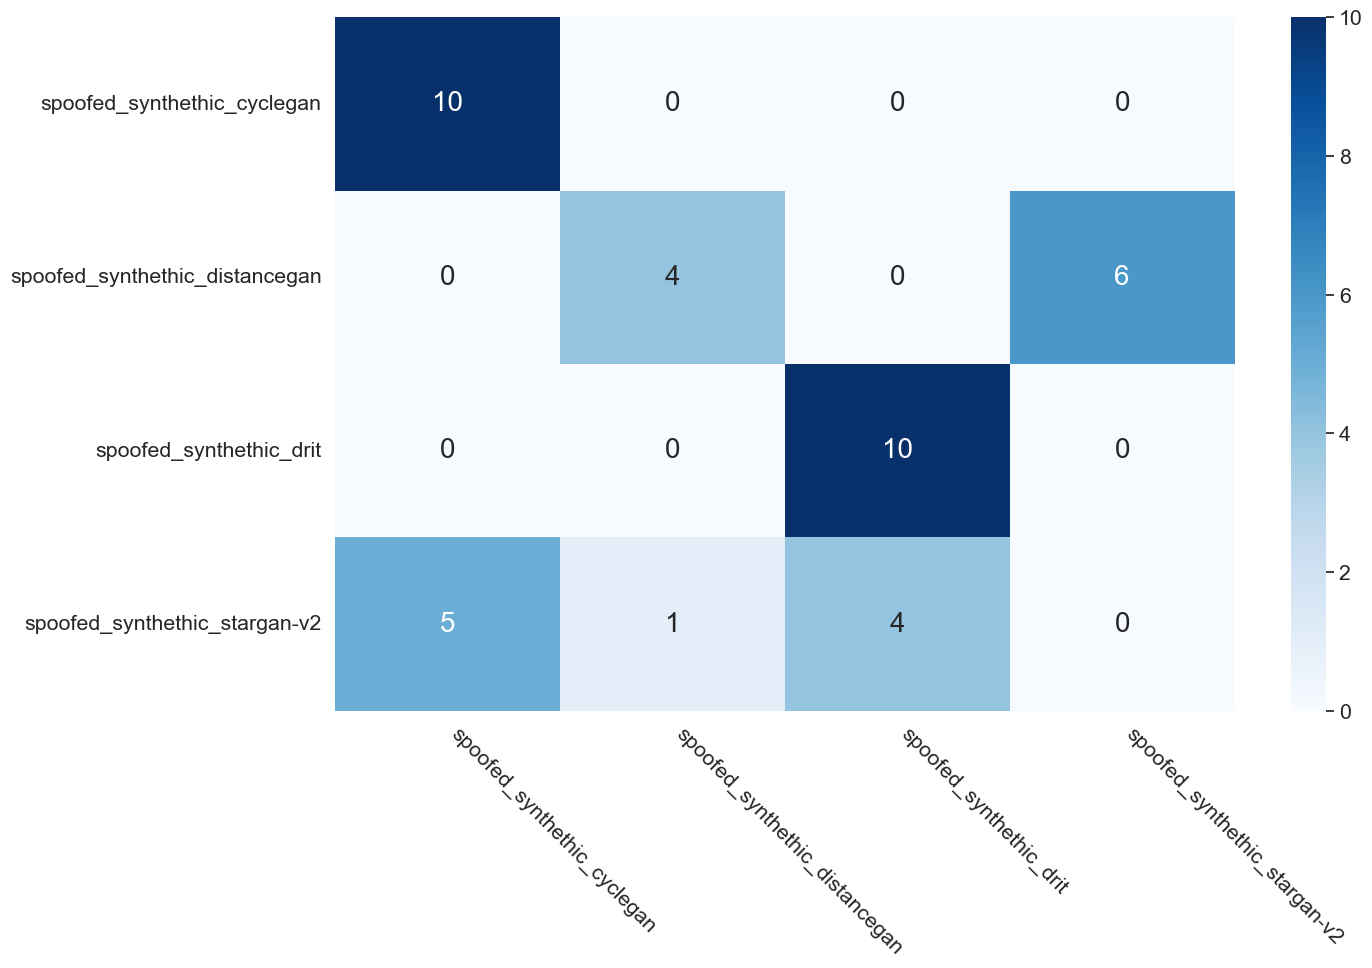 spoofed_synthethic_cyclegan 10 0 0 0
spoofed_synthethic_distancegan 0 4 0 6
spoofed_synthethic_drit 0 0 10 0
spoofed_synthethic_stargan-v2 5 1 4 0
spoofed_synthethic_cyclegan
spoofed_synthethic_distancegan
spoofed_synthethic_drit
spoofed_synthethic_stargan-v2
10
8
6
4
2
0